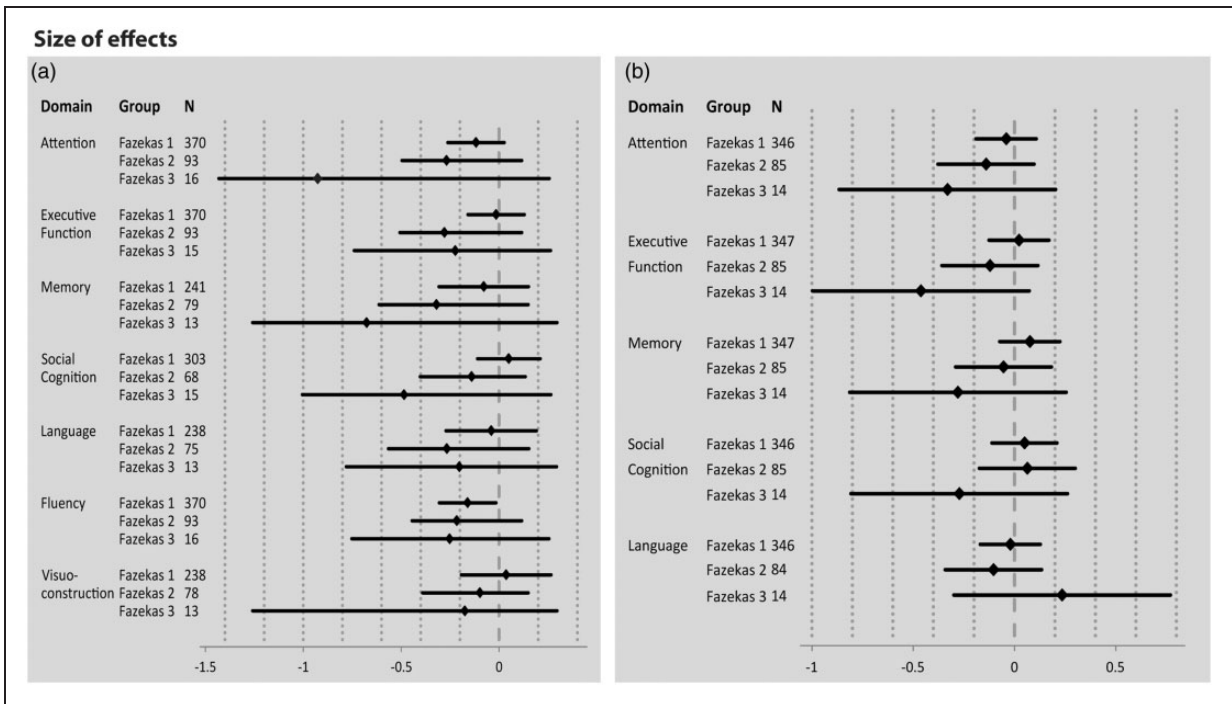 Size of effects
(a)
Domain Group N
Attention Fazekas 1 370
Fazekas 2 93
Fazekas 3 16
Executive Fazekas 1 370
Function Fazekas 2 93
Fazekas 3 15
Memory Fazekas 1 241
Fazekas 2 79
Fazekas 3 13
Social Fazekas 1 303
Cognition Fazekas 2 68
Fazekas 3 15
Language Fazekas 1 238
Fazekas 2 75
Fazekas 3 13
Fluency Fazekas 1 370
Fazekas 2 93
Fazekas 3 16
Visuo- Fazekas 1 238
construction Fazekas 2 78
Fazekas 3 13
-1.5 -1 -0.5 0
(b)
Domain Group N
Attention Fazekas 1 346
Fazekas 2 85
Fazekas 3 14
Executive Fazekas 1 347
Function Fazekas 2 85
Fazekas 3 14
Memory Fazekas 1 347
Fazekas 2 85
Fazekas 3 14
Social Fazekas 1 346
Cognition Fazekas 2 85
Fazekas 3 14
Language Fazekas 1 346
Fazekas 2 84
Fazekas 3 14
-1 -0.5 0 0.5